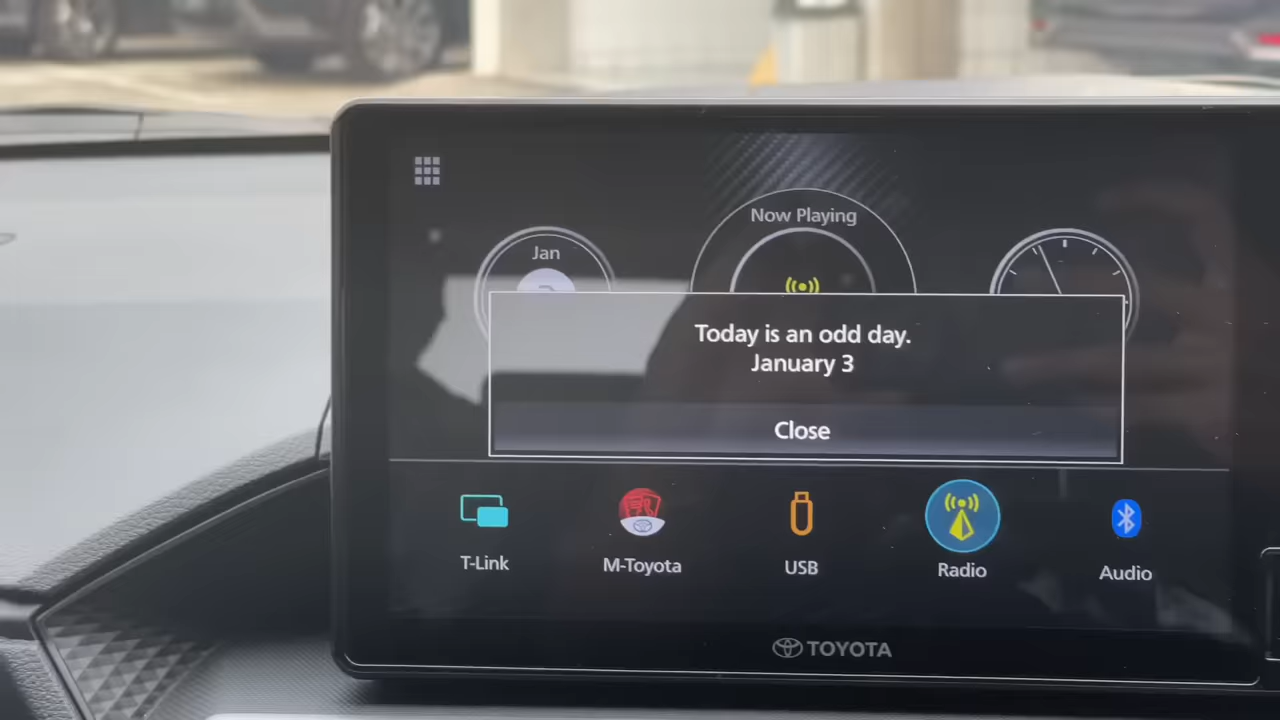 Now Playing
Jan
Today is an odd day.
January 3
Close
T-Link
M-Toyota
USB
Radio
Audio
TOYOTA